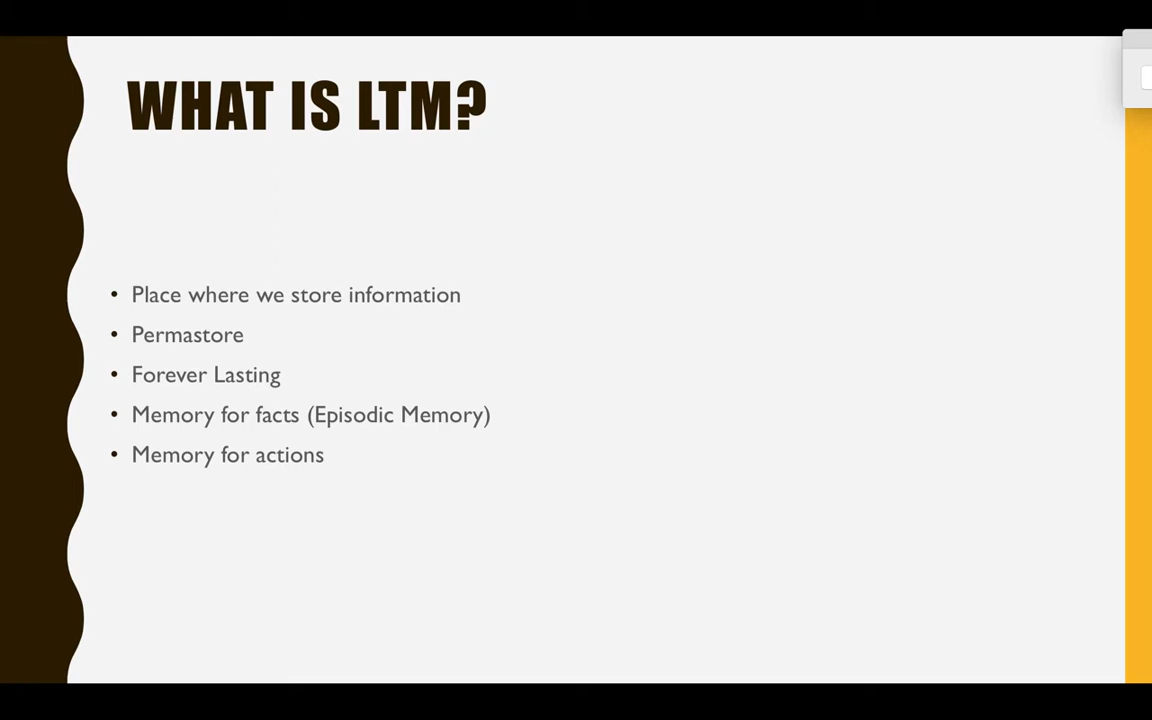 WHAT IS LTM?
• Place where we store information
• Permastore
• Forever Lasting
• Memory for facts (Episodic Memory)
• Memory for actions